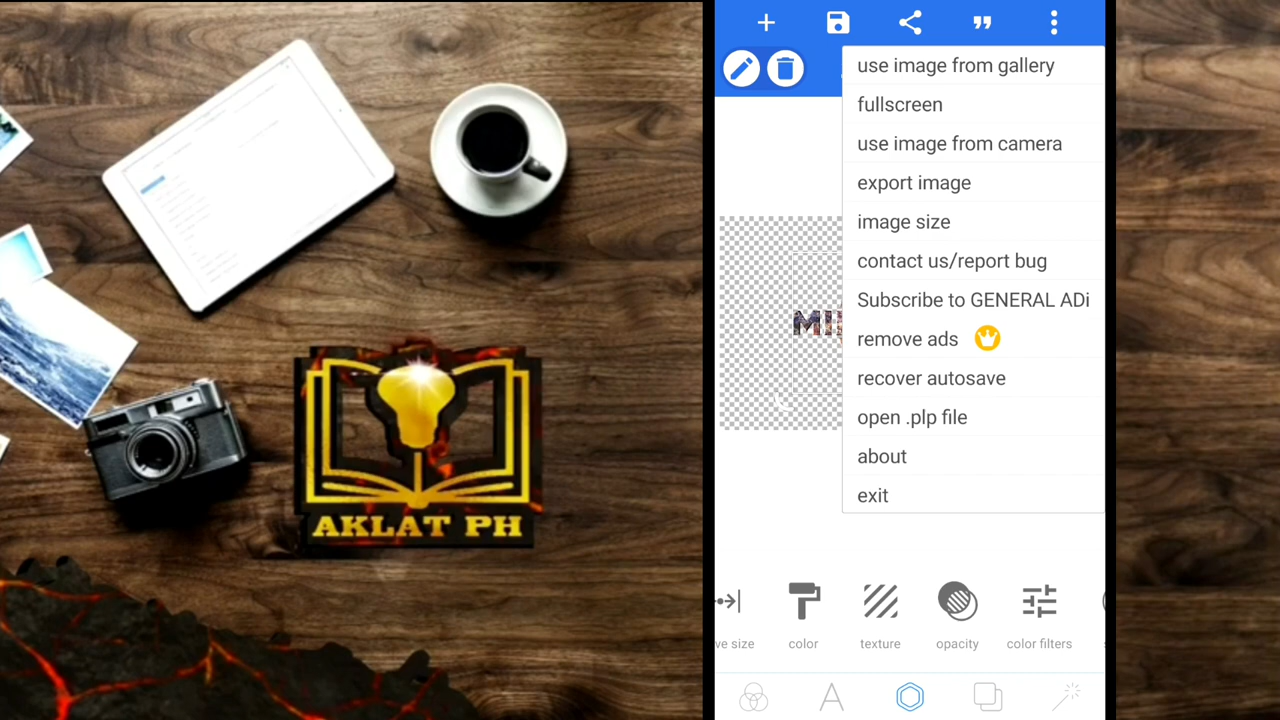 AKLAT PH
use image from gallery
fullscreen
use image from camera
export image
image size
contact us/report bug
Subscribe to GENERAL ADi
remove ads
recover autosave
open .plp file
about
exit
MI
ve size
color
texture
opacity
color filters